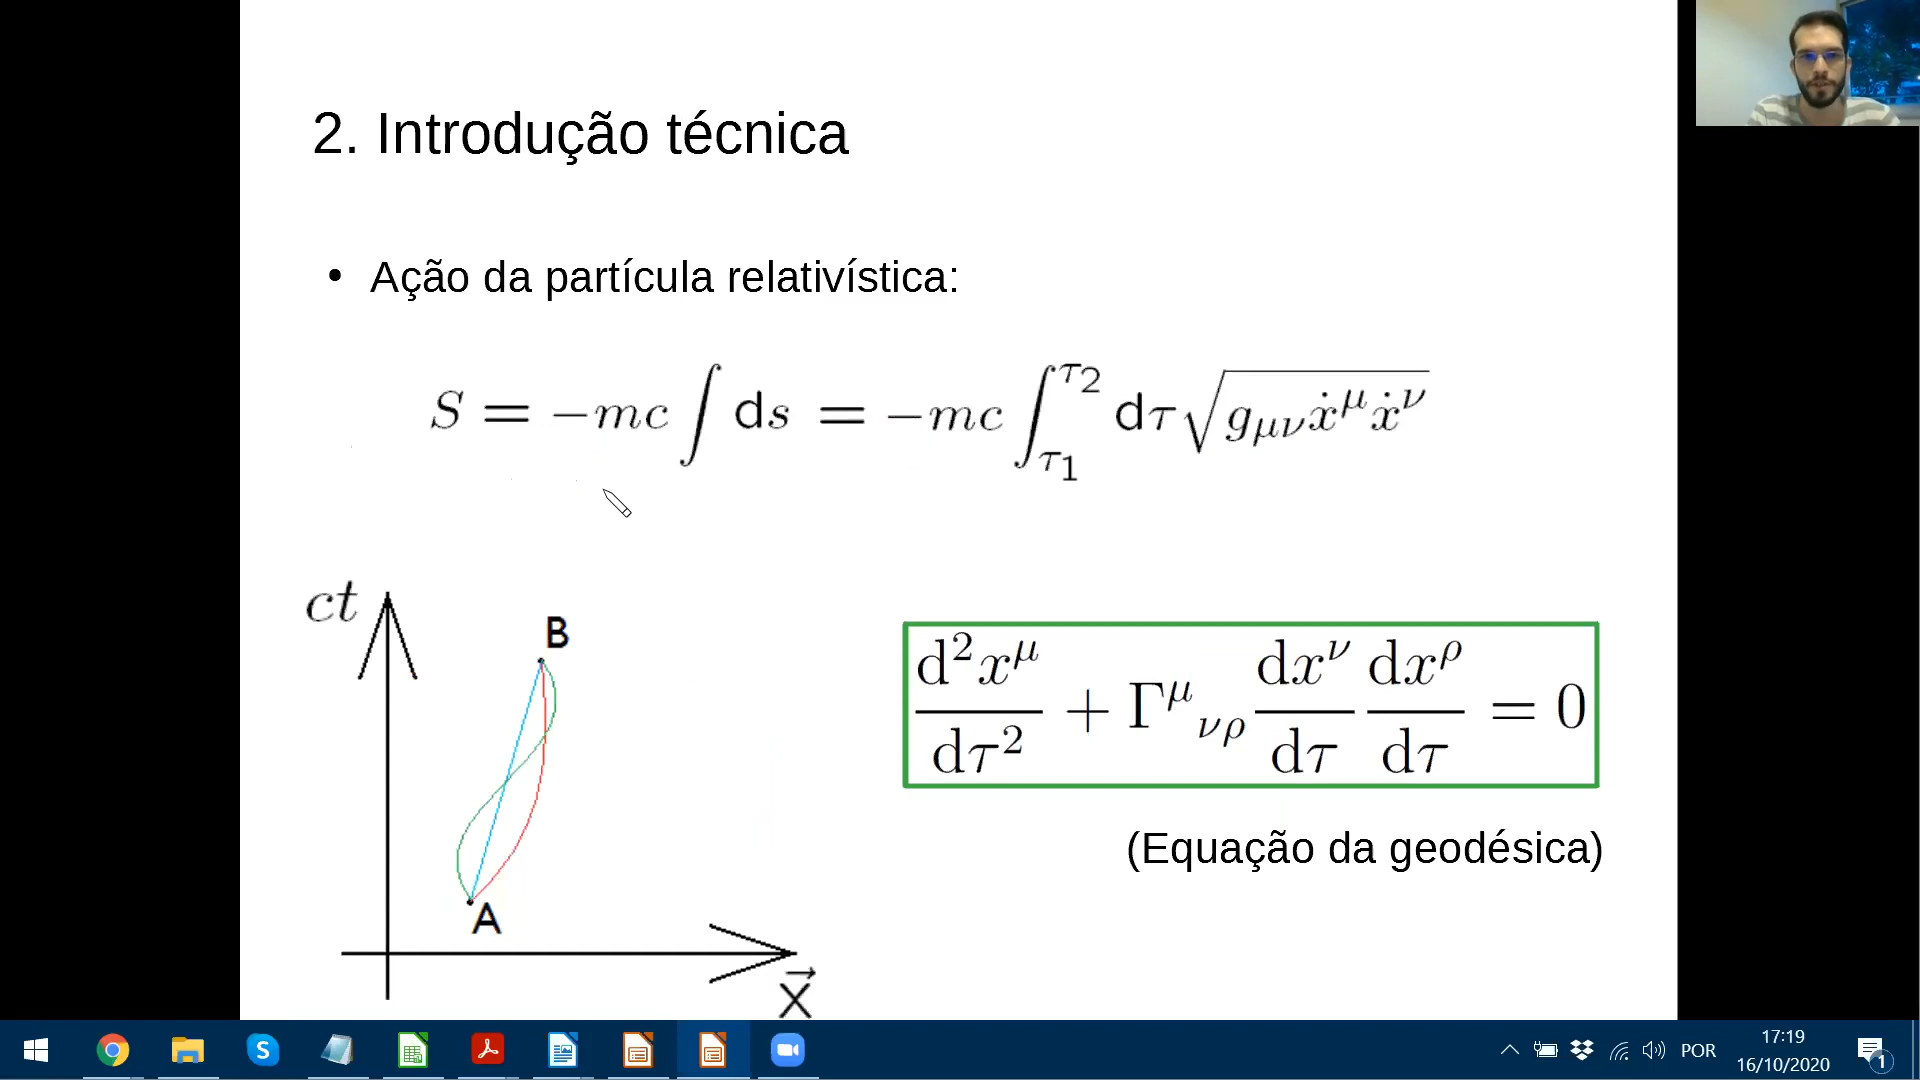 2. Introdução técnica
• Ação da partícula relativística:
S = −mc ∫ ds = −mc ∫_{τ1}^{τ2} dτ √(g_{μν} ẋ^μ ẋ^ν)
ct
B
A
x⃗
d²x^μ/dτ² + Γ^μ_{νρ} dx^ν/dτ dx^ρ/dτ = 0
(Equação da geodésica)
POR
17:19
16/10/2020
1